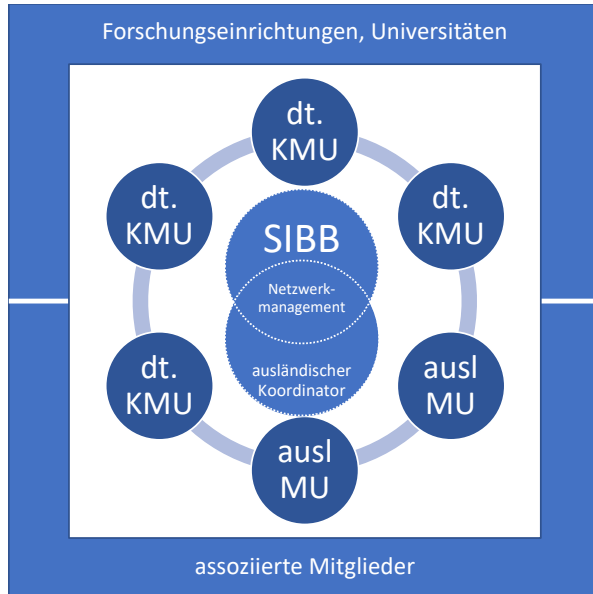 Forschungseinrichtungen, Universitäten
dt.
KMU
dt.
KMU
dt.
KMU
SIBB
Netzwerk-
management
ausländischer
Koordinator
dt.
KMU
ausl
MU
ausl
MU
assoziierte Mitglieder